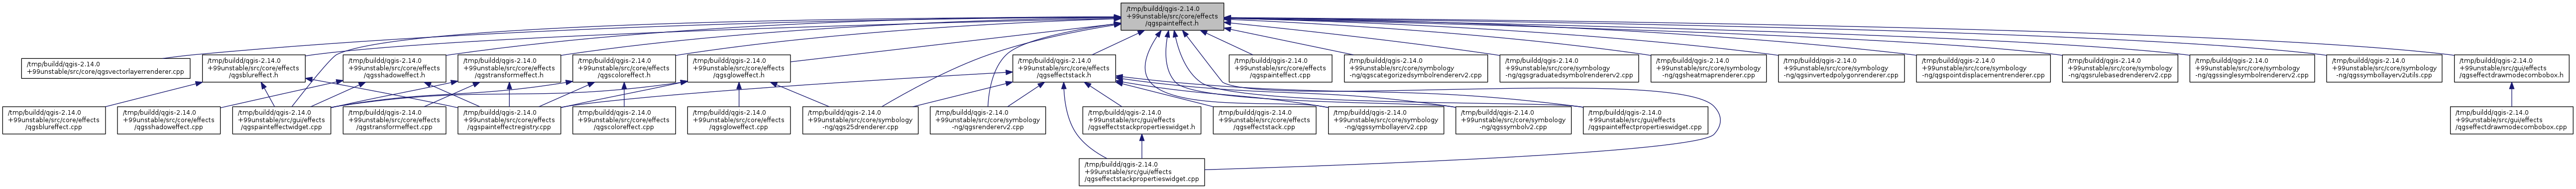 /tmp/buildd/qgis-2.14.0
+99unstable/src/core/effects
/qgspainteffect.h
/tmp/buildd/qgis-2.14.0
+99unstable/src/core/qgsvectorlayerrenderer.cpp
/tmp/buildd/qgis-2.14.0
+99unstable/src/core/effects
/qgsblureffect.h
/tmp/buildd/qgis-2.14.0
+99unstable/src/core/effects
/qgsshadoweffect.h
/tmp/buildd/qgis-2.14.0
+99unstable/src/core/effects
/qgstransformeffect.h
/tmp/buildd/qgis-2.14.0
+99unstable/src/core/effects
/qgscoloreffect.h
/tmp/buildd/qgis-2.14.0
+99unstable/src/core/effects
/qgsgloweffect.h
/tmp/buildd/qgis-2.14.0
+99unstable/src/core/effects
/qgseffectstack.h
/tmp/buildd/qgis-2.14.0
+99unstable/src/core/effects
/qgspainteffect.cpp
/tmp/buildd/qgis-2.14.0
+99unstable/src/core/symbology
-ng/qgscategorizedsymbolrendererv2.cpp
/tmp/buildd/qgis-2.14.0
+99unstable/src/core/symbology
-ng/qgsgraduatedsymbolrendererv2.cpp
/tmp/buildd/qgis-2.14.0
+99unstable/src/core/symbology
-ng/qgsheatmaprenderer.cpp
/tmp/buildd/qgis-2.14.0
+99unstable/src/core/symbology
-ng/qgsinvertedpolygonrenderer.cpp
/tmp/buildd/qgis-2.14.0
+99unstable/src/core/symbology
-ng/qgspointdisplacementrenderer.cpp
/tmp/buildd/qgis-2.14.0
+99unstable/src/core/symbology
-ng/qgsrulebasedrendererv2.cpp
/tmp/buildd/qgis-2.14.0
+99unstable/src/core/symbology
-ng/qgssinglesymbolrendererv2.cpp
/tmp/buildd/qgis-2.14.0
+99unstable/src/core/symbology
-ng/qgssymbollayerv2utils.cpp
/tmp/buildd/qgis-2.14.0
+99unstable/src/gui/effects
/qgseffectdrawmodecombobox.h
/tmp/buildd/qgis-2.14.0
+99unstable/src/core/effects
/qgsblureffect.cpp
/tmp/buildd/qgis-2.14.0
+99unstable/src/core/effects
/qgsshadoweffect.cpp
/tmp/buildd/qgis-2.14.0
+99unstable/src/gui/effects
/qgspainteffectwidget.cpp
/tmp/buildd/qgis-2.14.0
+99unstable/src/core/effects
/qgstransformeffect.cpp
/tmp/buildd/qgis-2.14.0
+99unstable/src/core/effects
/qgspainteffectregistry.cpp
/tmp/buildd/qgis-2.14.0
+99unstable/src/core/effects
/qgscoloreffect.cpp
/tmp/buildd/qgis-2.14.0
+99unstable/src/core/effects
/qgsgloweffect.cpp
/tmp/buildd/qgis-2.14.0
+99unstable/src/core/symbology
-ng/qgs25drenderer.cpp
/tmp/buildd/qgis-2.14.0
+99unstable/src/core/symbology
-ng/qgsrendererv2.cpp
/tmp/buildd/qgis-2.14.0
+99unstable/src/gui/effects
/qgseffectstackpropertieswidget.h
/tmp/buildd/qgis-2.14.0
+99unstable/src/core/effects
/qgseffectstack.cpp
/tmp/buildd/qgis-2.14.0
+99unstable/src/core/symbology
-ng/qgssymbollayerv2.cpp
/tmp/buildd/qgis-2.14.0
+99unstable/src/core/symbology
-ng/qgssymbolv2.cpp
/tmp/buildd/qgis-2.14.0
+99unstable/src/gui/effects
/qgspainteffectpropertieswidget.cpp
/tmp/buildd/qgis-2.14.0
+99unstable/src/gui/effects
/qgseffectdrawmodecombobox.cpp
/tmp/buildd/qgis-2.14.0
+99unstable/src/gui/effects
/qgseffectstackpropertieswidget.cpp